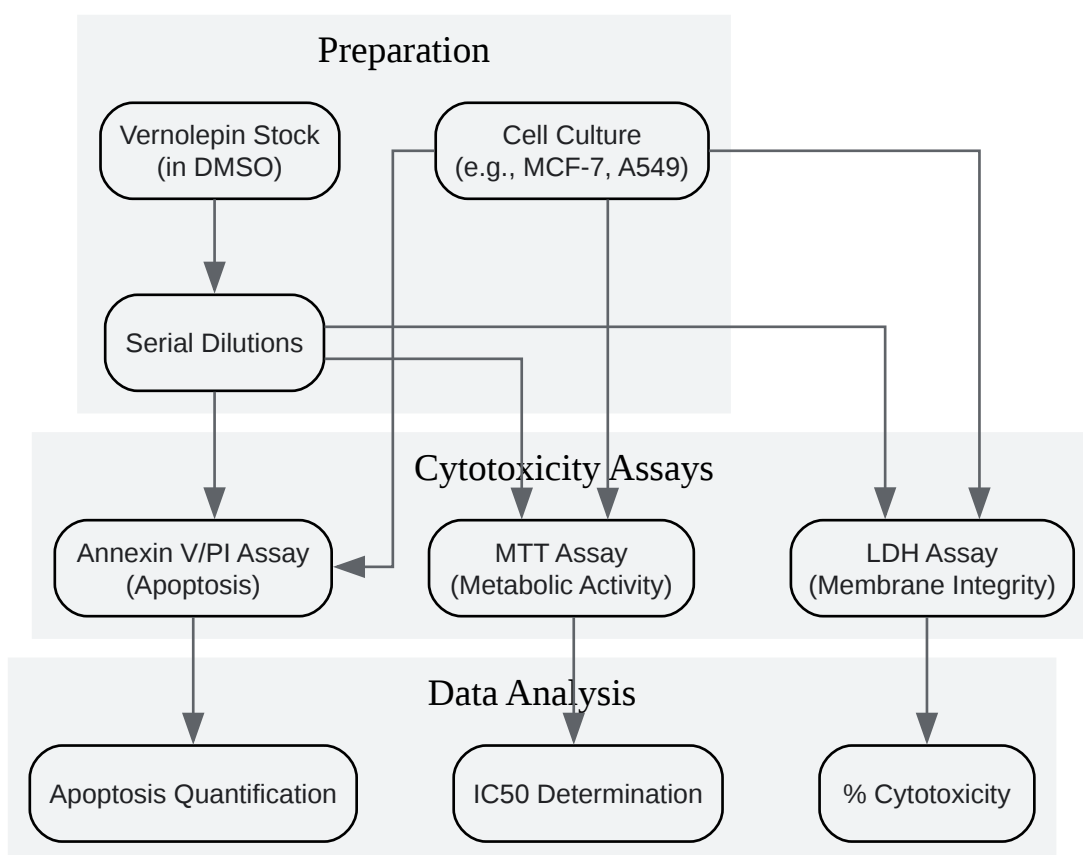 Preparation
Vernolepin Stock
(in DMSO)
Cell Culture
(e.g., MCF-7, A549)
Serial Dilutions
Cytotoxicity Assays
Annexin V/PI Assay
(Apoptosis)
MTT Assay
(Metabolic Activity)
LDH Assay
(Membrane Integrity)
Data Analysis
Apoptosis Quantification
IC50 Determination
% Cytotoxicity